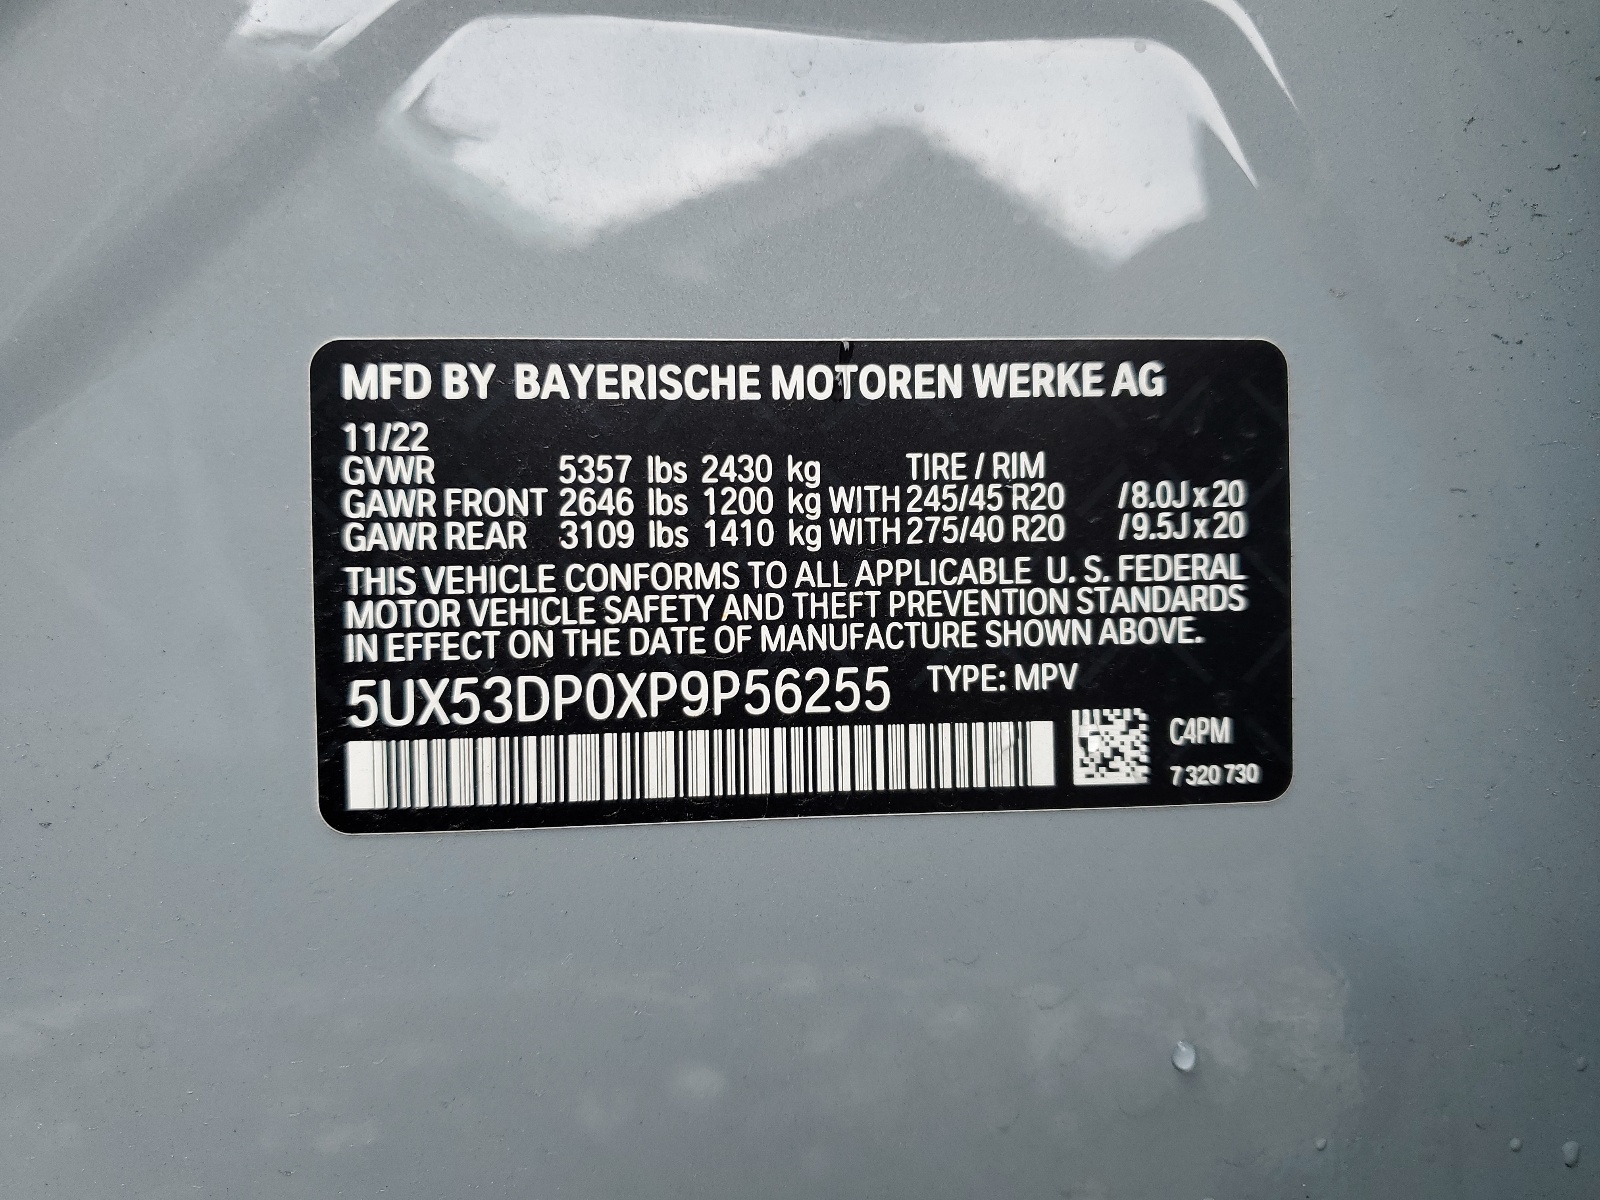 MFD BY BAYERISCHE MOTOREN WERKE AG
11/22
GVWR 5357 lbs 2430 kg TIRE / RIM
GAWR FRONT 2646 lbs 1200 kg WITH 245/45 R20 /8.0J x 20
GAWR REAR 3109 lbs 1410 kg WITH 275/40 R20 /9.5J x 20
THIS VEHICLE CONFORMS TO ALL APPLICABLE U. S. FEDERAL
MOTOR VEHICLE SAFETY AND THEFT PREVENTION STANDARDS
IN EFFECT ON THE DATE OF MANUFACTURE SHOWN ABOVE.
5UX53DP0XP9P56255 TYPE: MPV
C4PM
7 320 730